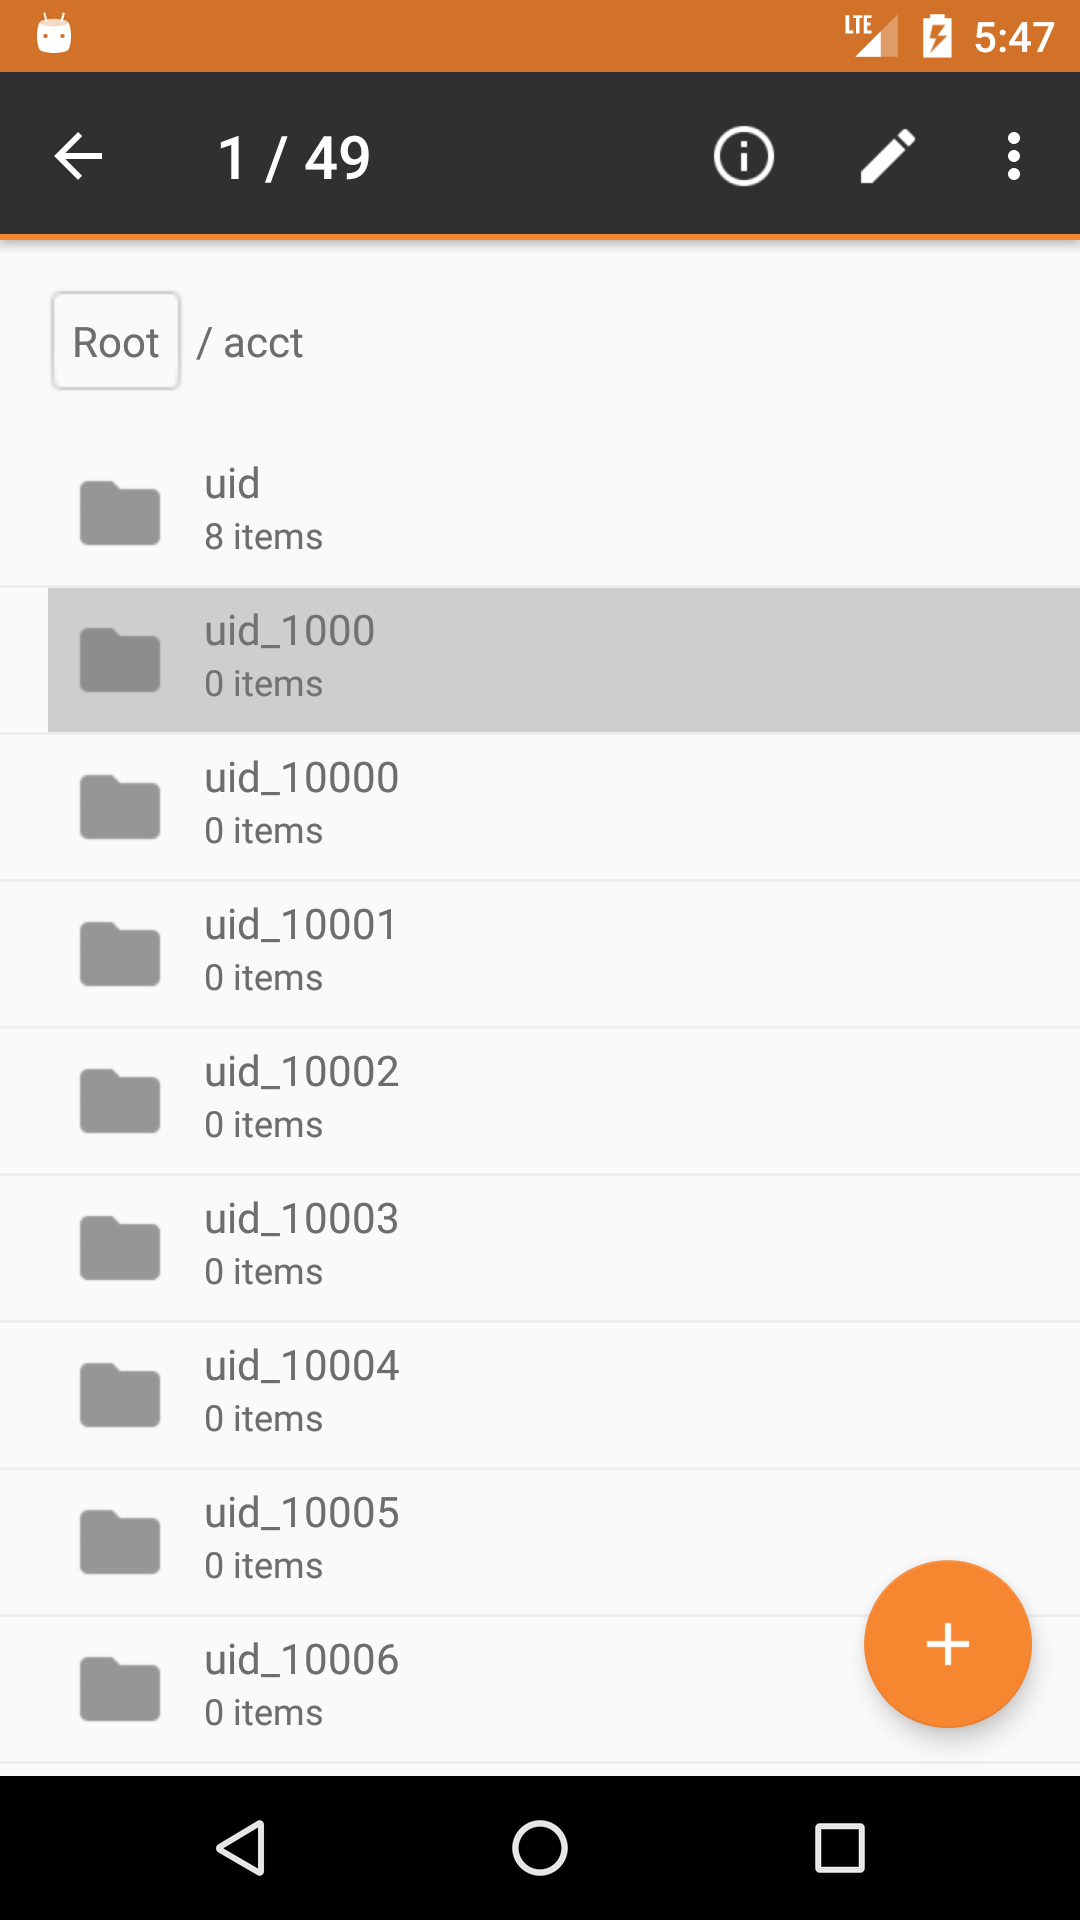 LTE 5:47
1 / 49
Root / acct
uid
8 items
uid_1000
0 items
uid_10000
0 items
uid_10001
0 items
uid_10002
0 items
uid_10003
0 items
uid_10004
0 items
uid_10005
0 items
uid_10006
0 items